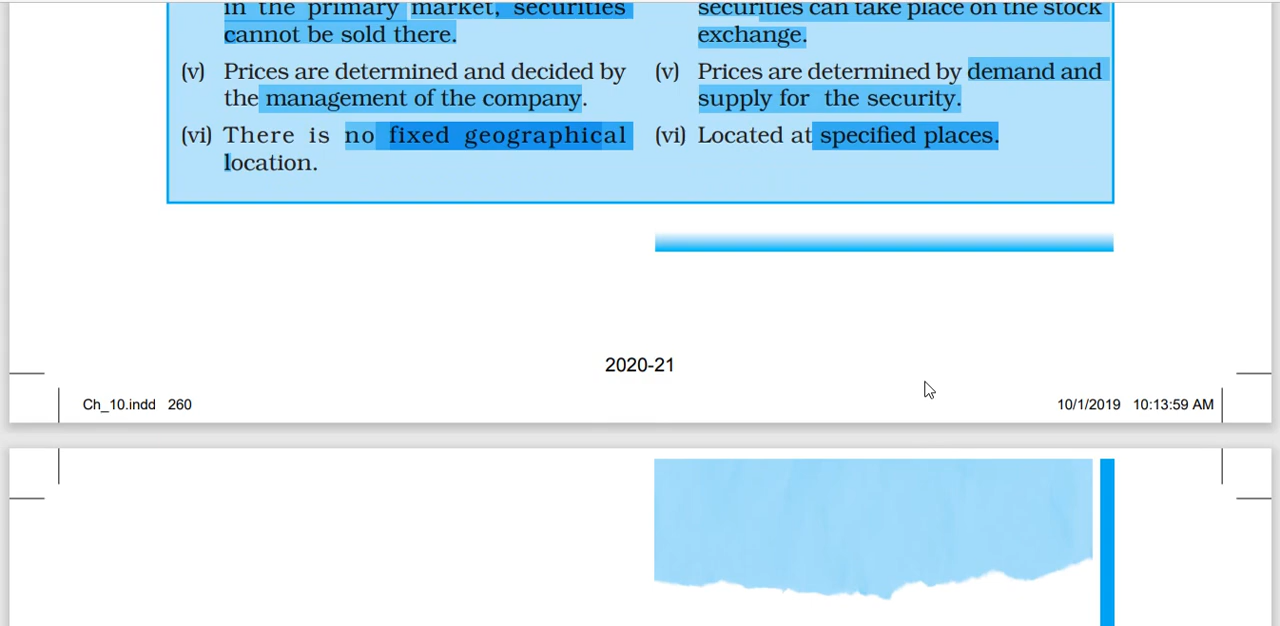 in the primary market, securities
cannot be sold there.
(v) Prices are determined and decided by
the management of the company.
(vi) There is no fixed geographical
location.
securities can take place on the stock
exchange.
(v) Prices are determined by demand and
supply for the security.
(vi) Located at specified places.
2020-21
Ch_10.indd 260
10/1/2019 10:13:59 AM